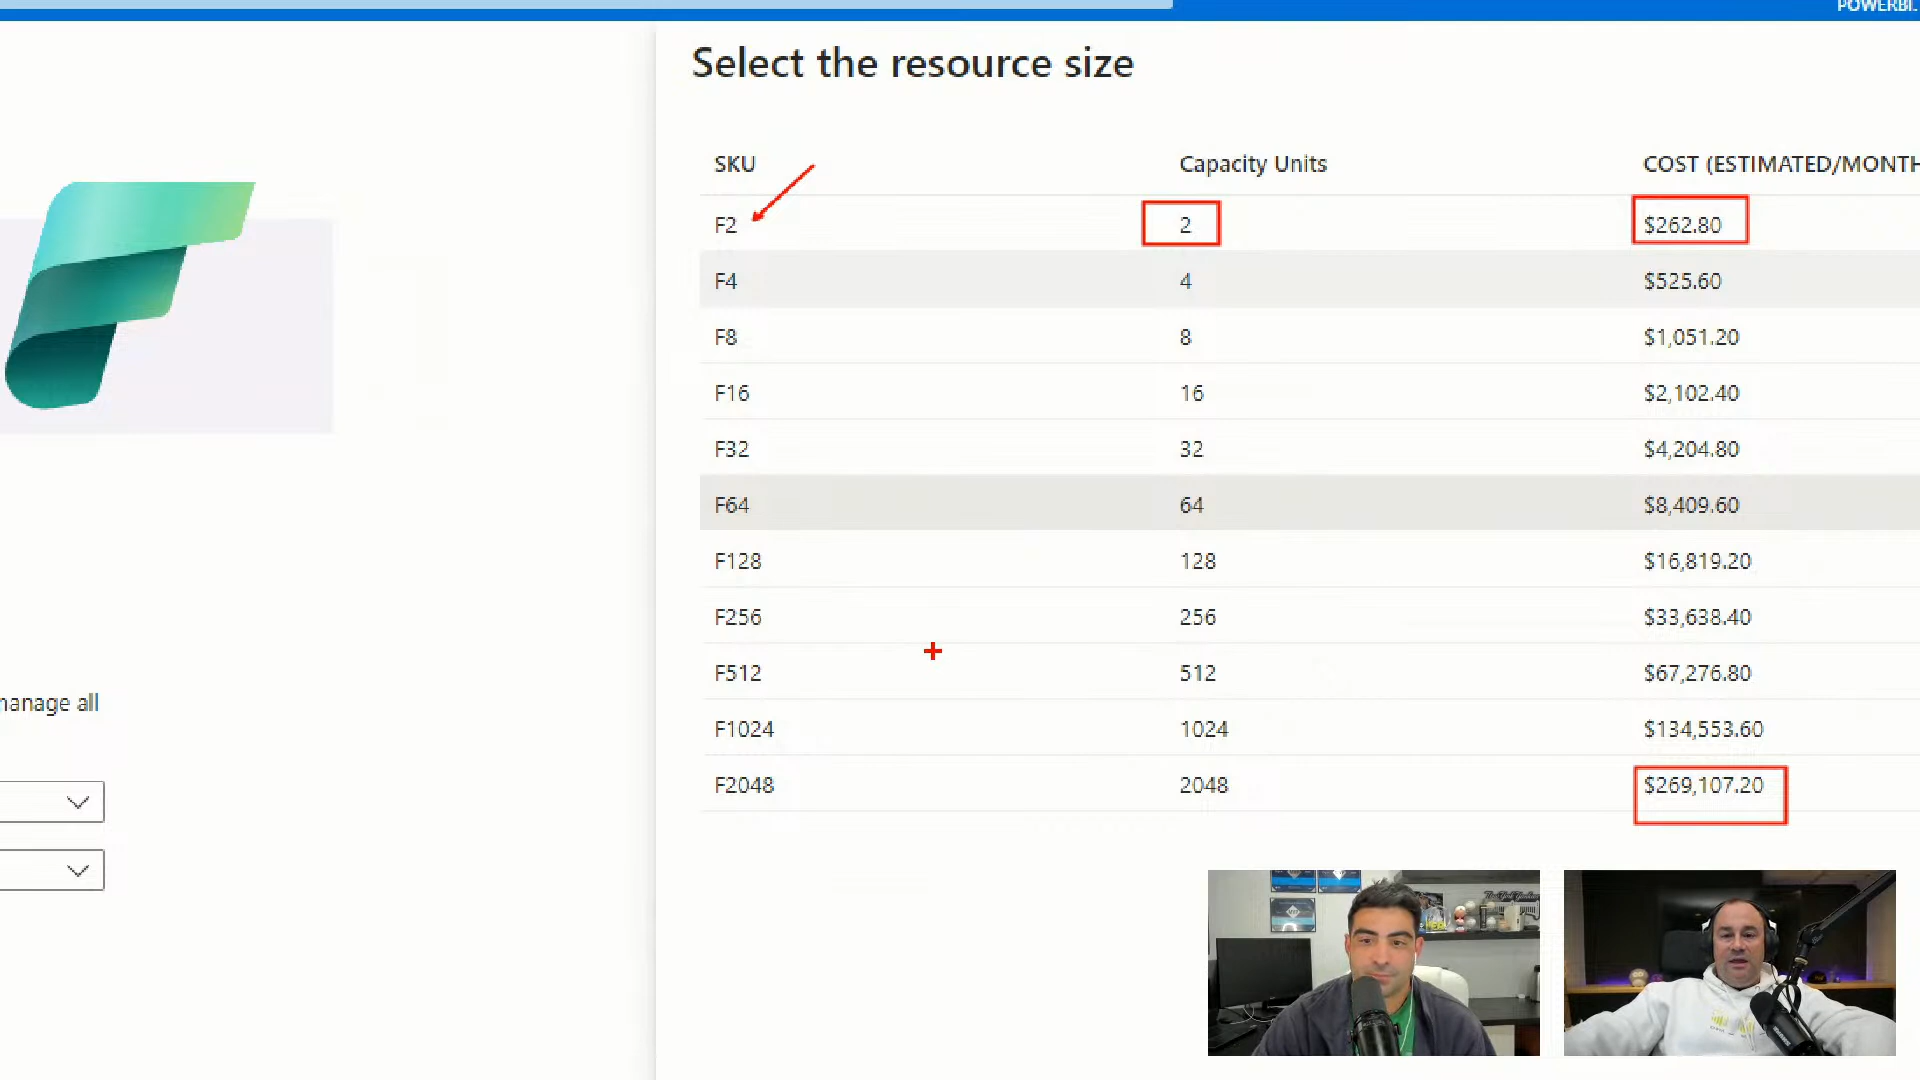 POWERBI.
Select the resource size
SKU Capacity Units COST (ESTIMATED/MONTH
F2 2 $262.80
F4 4 $525.60
F8 8 $1,051.20
F16 16 $2,102.40
F32 32 $4,204.80
F64 64 $8,409.60
F128 128 $16,819.20
F256 256 $33,638.40
F512 512 $67,276.80
F1024 1024 $134,553.60
F2048 2048 $269,107.20
manage all